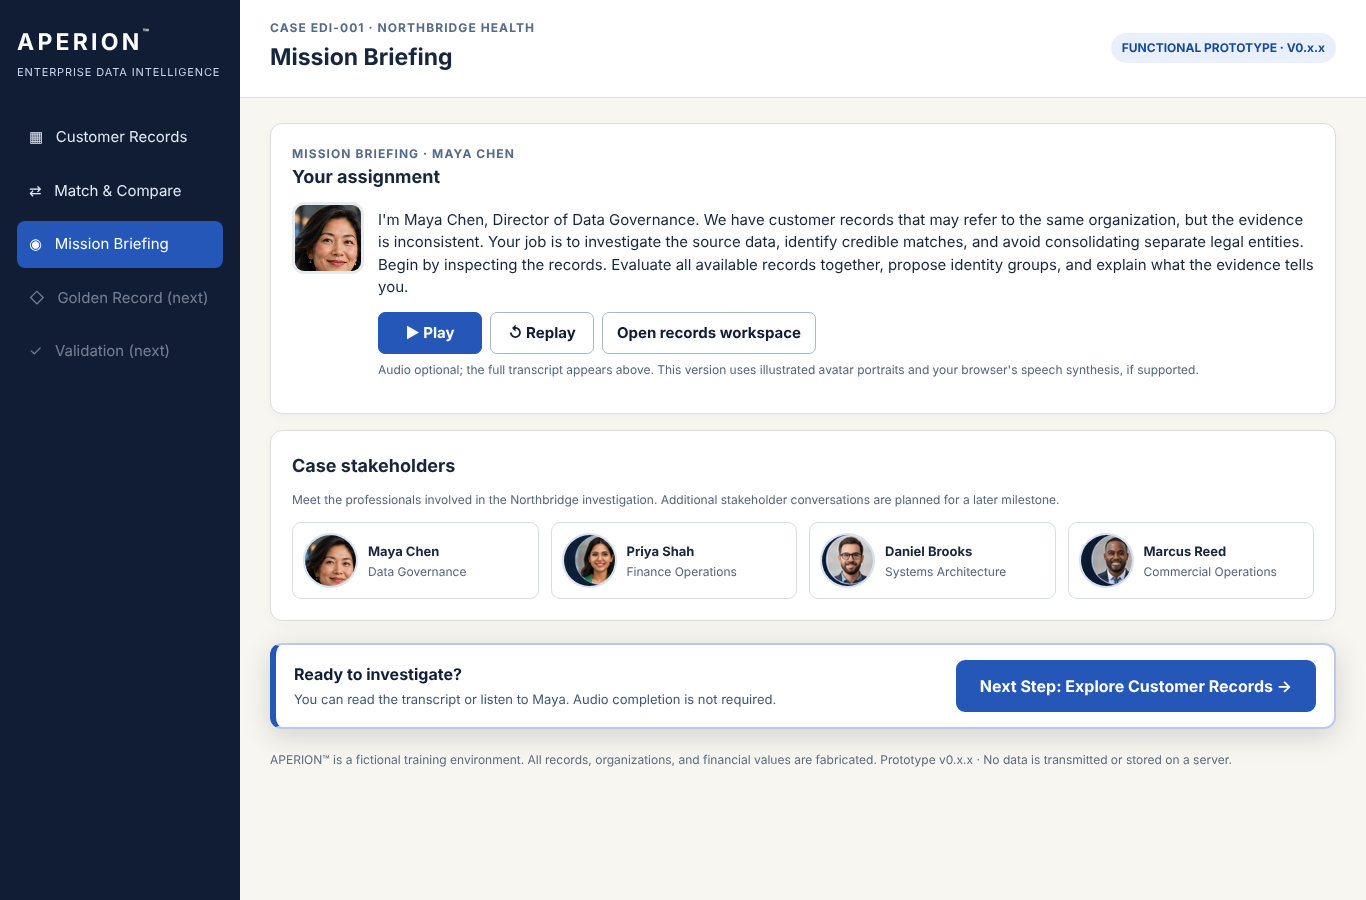 APERION™
ENTERPRISE DATA INTELLIGENCE
Customer Records
Match & Compare
Mission Briefing
Golden Record (next)
Validation (next)
CASE EDI-001 · NORTHBRIDGE HEALTH
Mission Briefing
FUNCTIONAL PROTOTYPE · V0.x.x
MISSION BRIEFING · MAYA CHEN
Your assignment
I'm Maya Chen, Director of Data Governance. We have customer records that may refer to the same organization, but the evidence
is inconsistent. Your job is to investigate the source data, identify credible matches, and avoid consolidating separate legal entities.
Begin by inspecting the records. Evaluate all available records together, propose identity groups, and explain what the evidence tells
you.
▶ Play
↺ Replay
Open records workspace
Audio optional; the full transcript appears above. This version uses illustrated avatar portraits and your browser's speech synthesis, if supported.
Case stakeholders
Meet the professionals involved in the Northbridge investigation. Additional stakeholder conversations are planned for a later milestone.
Maya Chen
Data Governance
Priya Shah
Finance Operations
Daniel Brooks
Systems Architecture
Marcus Reed
Commercial Operations
Ready to investigate?
You can read the transcript or listen to Maya. Audio completion is not required.
Next Step: Explore Customer Records →
APERION™ is a fictional training environment. All records, organizations, and financial values are fabricated. Prototype v0.x.x · No data is transmitted or stored on a server.